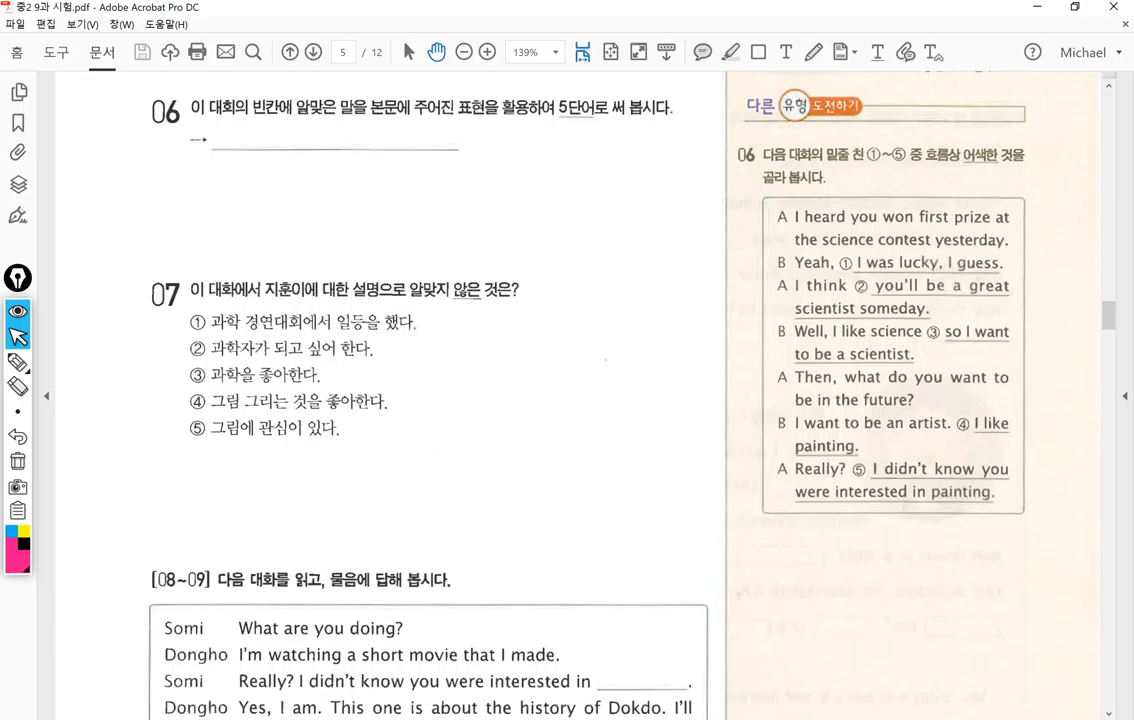 중2 9과 시험.pdf - Adobe Acrobat Pro DC
파일 편집 보기(V) 창(W) 도움말(H)
홈 도구 문서 5 / 12 139% Michael
06 이 대회의 빈칸에 알맞은 말을 본문에 주어진 표현을 활용하여 5단어로 써 봅시다.
→
07 이 대화에서 지훈이에 대한 설명으로 알맞지 않은 것은?
① 과학 경연대회에서 일등을 했다.
② 과학자가 되고 싶어 한다.
③ 과학을 좋아한다.
④ 그림 그리는 것을 좋아한다.
⑤ 그림에 관심이 있다.
[08~09] 다음 대화를 읽고, 물음에 답해 봅시다.
Somi What are you doing?
Dongho I'm watching a short movie that I made.
Somi Really? I didn't know you were interested in ________.
Dongho Yes, I am. This one is about the history of Dokdo. I'll
다른 유형 도전하기
06 다음 대화의 밑줄 친 ①~⑤ 중 흐름상 어색한 것을
골라 봅시다.
A I heard you won first prize at
the science contest yesterday.
B Yeah, ① I was lucky, I guess.
A I think ② you'll be a great
scientist someday.
B Well, I like science ③ so I want
to be a scientist.
A Then, what do you want to
be in the future?
B I want to be an artist. ④ I like
painting.
A Really? ⑤ I didn't know you
were interested in painting.